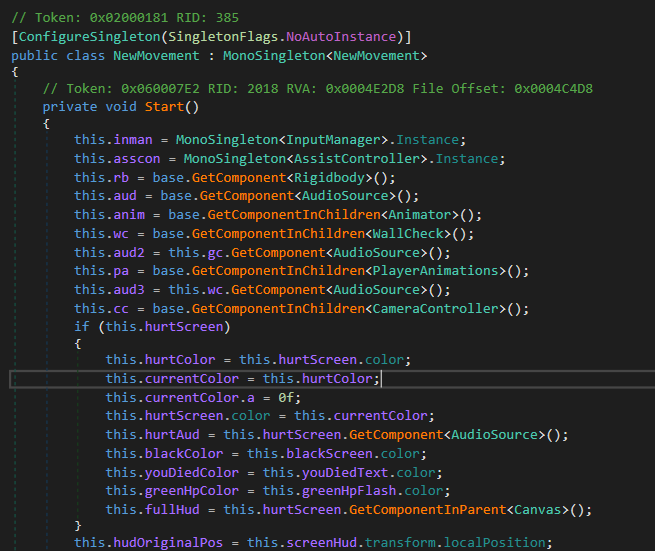 // Token: 0x02000181 RID: 385
[ConfigureSingleton(SingletonFlags.NoAutoInstance)]
public class NewMovement : MonoSingleton<NewMovement>
{
// Token: 0x060007E2 RID: 2018 RVA: 0x0004E2D8 File Offset: 0x0004C4D8
private void Start()
{
this.inman = MonoSingleton<InputManager>.Instance;
this.asscon = MonoSingleton<AssistController>.Instance;
this.rb = base.GetComponent<Rigidbody>();
this.aud = base.GetComponent<AudioSource>();
this.anim = base.GetComponentInChildren<Animator>();
this.wc = base.GetComponentInChildren<WallCheck>();
this.aud2 = this.gc.GetComponent<AudioSource>();
this.pa = base.GetComponentInChildren<PlayerAnimations>();
this.aud3 = this.wc.GetComponent<AudioSource>();
this.cc = base.GetComponentInChildren<CameraController>();
if (this.hurtScreen)
{
this.hurtColor = this.hurtScreen.color;
this.currentColor = this.hurtColor;
this.currentColor.a = 0f;
this.hurtScreen.color = this.currentColor;
this.hurtAud = this.hurtScreen.GetComponent<AudioSource>();
this.blackColor = this.blackScreen.color;
this.youDiedColor = this.youDiedText.color;
this.greenHpColor = this.greenHpFlash.color;
this.fullHud = this.hurtScreen.GetComponentInParent<Canvas>();
}
this.hudOriginalPos = this.screenHud.transform.localPosition;